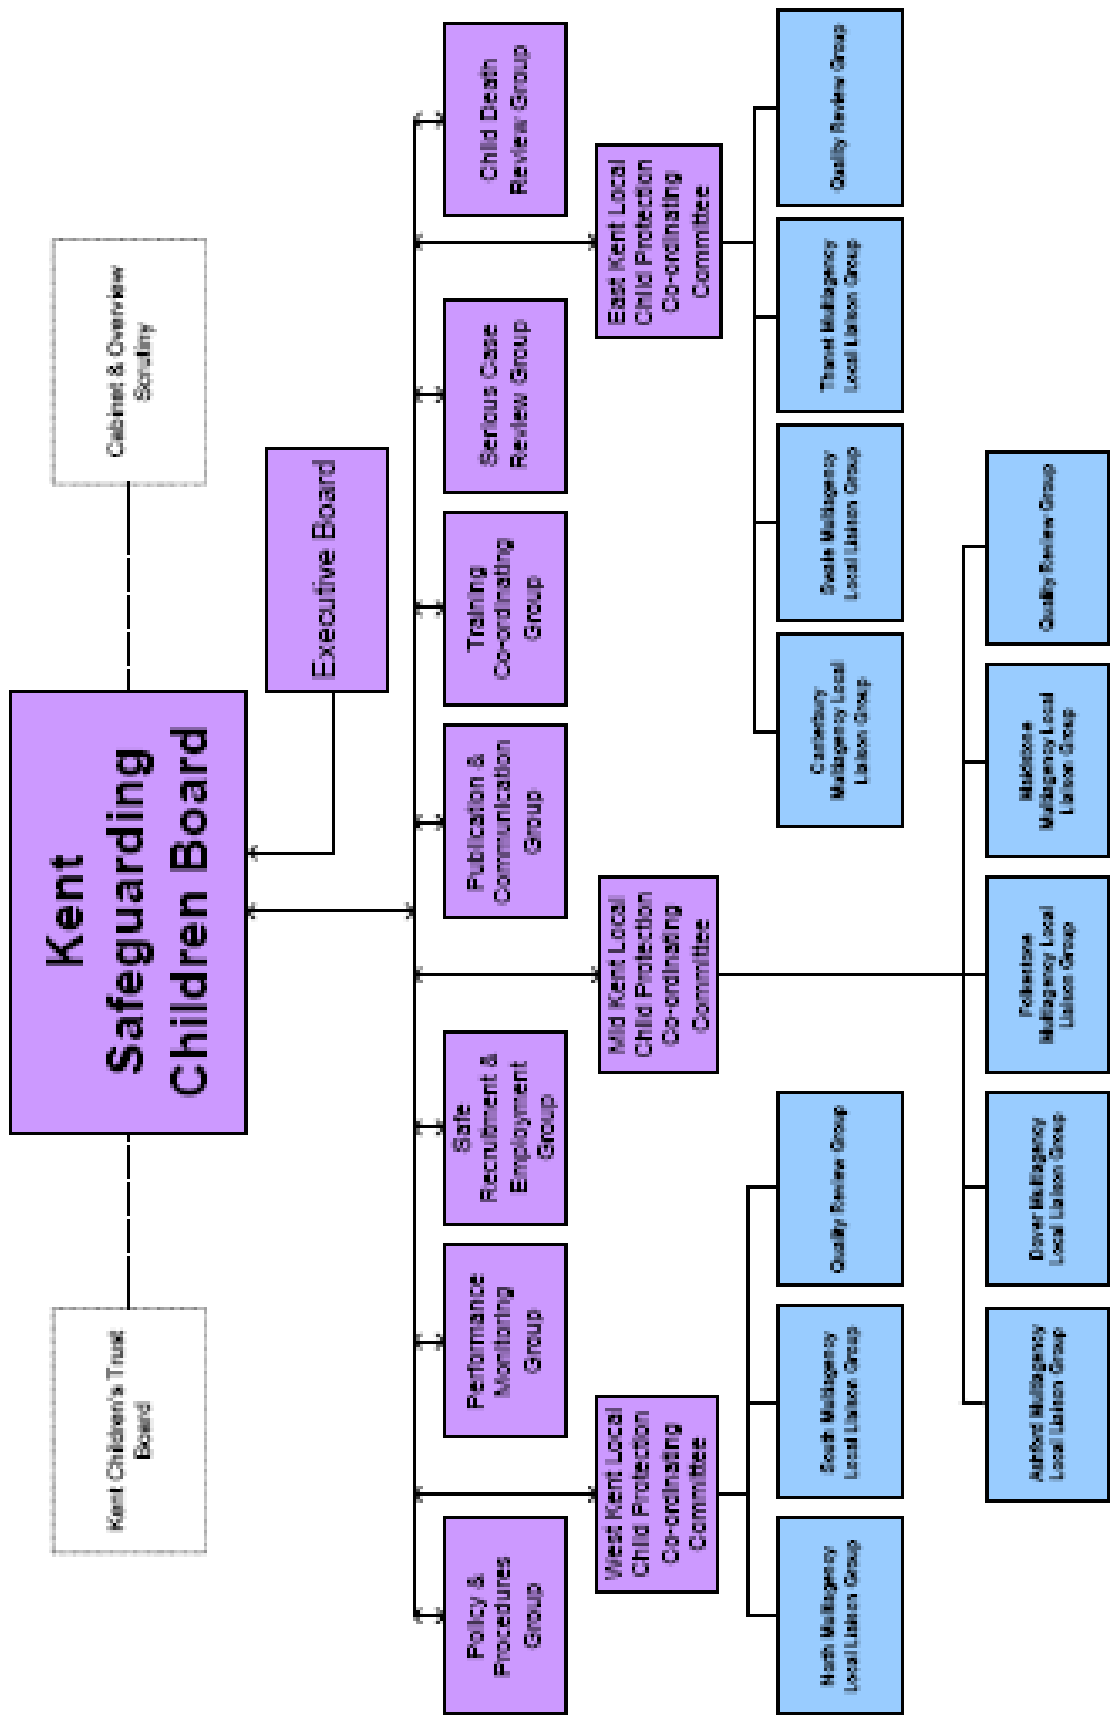 Kent
Safeguarding
Children Board
Kent Children's Trust
Board
Cabinet & Overview
Scrutiny
Executive Board
Policy &
Procedures
Group
Performance
Monitoring
Group
Safe
Recruitment &
Employment
Group
Publication &
Communication
Group
Training
Co-ordinating
Group
Serious Case
Review Group
Child Death
Review Group
West Kent Local
Child Protection
Co-ordinating
Committee
Mid Kent Local
Child Protection
Co-ordinating
Committee
East Kent Local
Child Protection
Co-ordinating
Committee
North Multiagency
Local Liaison Group
South Multiagency
Local Liaison Group
Quality Review Group
Canterbury
Multiagency Local
Liaison Group
Swale Multiagency
Local Liaison Group
Thanet Multiagency
Local Liaison Group
Quality Review Group
Ashford Multiagency
Local Liaison Group
Dover Multiagency
Local Liaison Group
Folkestone
Multiagency Local
Liaison Group
Maidstone
Multiagency Local
Liaison Group
Quality Review Group